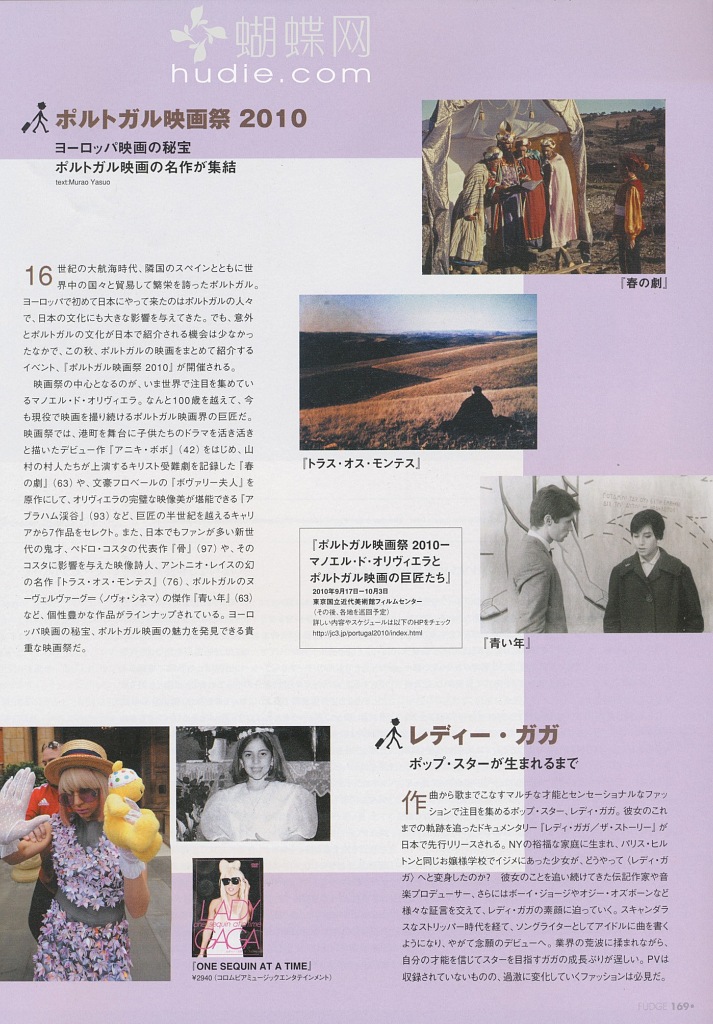 蝴蝶网
hudie.com
ポルトガル映画祭 2010
ヨーロッパ映画の秘宝
ポルトガル映画の名作が集結
text:Murao Yasuo
16世紀の大航海時代、隣国のスペインとともに世
界中の国々と貿易して繁栄を誇ったポルトガル。
ヨーロッパで初めて日本にやって来たのはポルトガルの人々
で、日本の文化にも大きな影響を与えてきた。でも、意外
とポルトガルの文化が日本で紹介される機会は少なかっ
たなかで、この秋、ポルトガルの映画をまとめて紹介する
イベント、『ポルトガル映画祭 2010』が開催される。
映画祭の中心となるのが、いま世界で注目を集めてい
るマノエル・ド・オリヴィエラ。なんと100歳を越えて、今
も現役で映画を撮り続けるポルトガル映画界の巨匠だ。
映画祭では、港町を舞台に子供たちのドラマを活き活き
と描いたデビュー作『アニキ・ボボ』（42）をはじめ、山
村の村人たちが上演するキリスト受難劇を記録した『春
の劇』（63）や、文豪フロベールの『ボヴァリー夫人』を
原作にして、オリヴィエラの完璧な映像美が堪能できる『ア
ブラハム渓谷』（93）など、巨匠の半世紀を越えるキャリ
アから7作品をセレクト。また、日本でもファンが多い新世
代の鬼才、ペドロ・コスタの代表作『骨』（97）や、その
コスタに影響を与えた映像詩人、アントニオ・レイスの幻
の名作『トラス・オス・モンテス』（76）、ポルトガルのヌ
ーヴェルヴァーグ＝〈ノヴォ・シネマ〉の傑作『青い年』（63）
など、個性豊かな作品がラインナップされている。ヨーロ
ッパ映画の秘宝、ポルトガル映画の魅力を発見できる貴
重な映画祭だ。
『春の劇』
『トラス・オス・モンテス』
『ポルトガル映画祭 2010ー
マノエル・ド・オリヴィエラと
ポルトガル映画の巨匠たち』
2010年9月17日ー10月3日
東京国立近代美術館フィルムセンター
（その後、各地を巡回予定）
詳しい内容やスケジュールは以下のHPをチェック
http://jc3.jp/portugal2010/index.html
『青い年』
レディー・ガガ
ポップ・スターが生まれるまで
作曲から歌までこなすマルチな才能とセンセーショナルなファッ
ションで注目を集めるポップ・スター、レディ・ガガ。彼女のこれ
までの軌跡を追ったドキュメンタリー『レディ・ガガ／ザ・ストーリー』が
日本で先行リリースされる。NYの裕福な家庭に生まれ、パリス・ヒル
トンと同じお嬢様学校でイジメにあった少女が、どうやって〈レディ・ガ
ガ〉へと変身したのか？ 彼女のことを追い続けてきた伝記作家や音
楽プロデューサー、さらにはボーイ・ジョージやオジー・オズボーンなど
様々な証言を交えて、レディ・ガガの素顔に迫っていく。スキャンダラ
スなストリッパー時代を経て、ソングライターとしてアイドルに曲を書く
ようになり、やがて念願のデビューへ。業界の荒波に揉まれながら、
自分の才能を信じてスターを目指すガガの成長ぶりが逞しい。PVは
収録されていないものの、過激に変化していくファッションは必見だ。
LADY
one sequin at a time
GAGA
『ONE SEQUIN AT A TIME』
¥2940（コロムビアミュージックエンタテインメント）
FUDGE 169